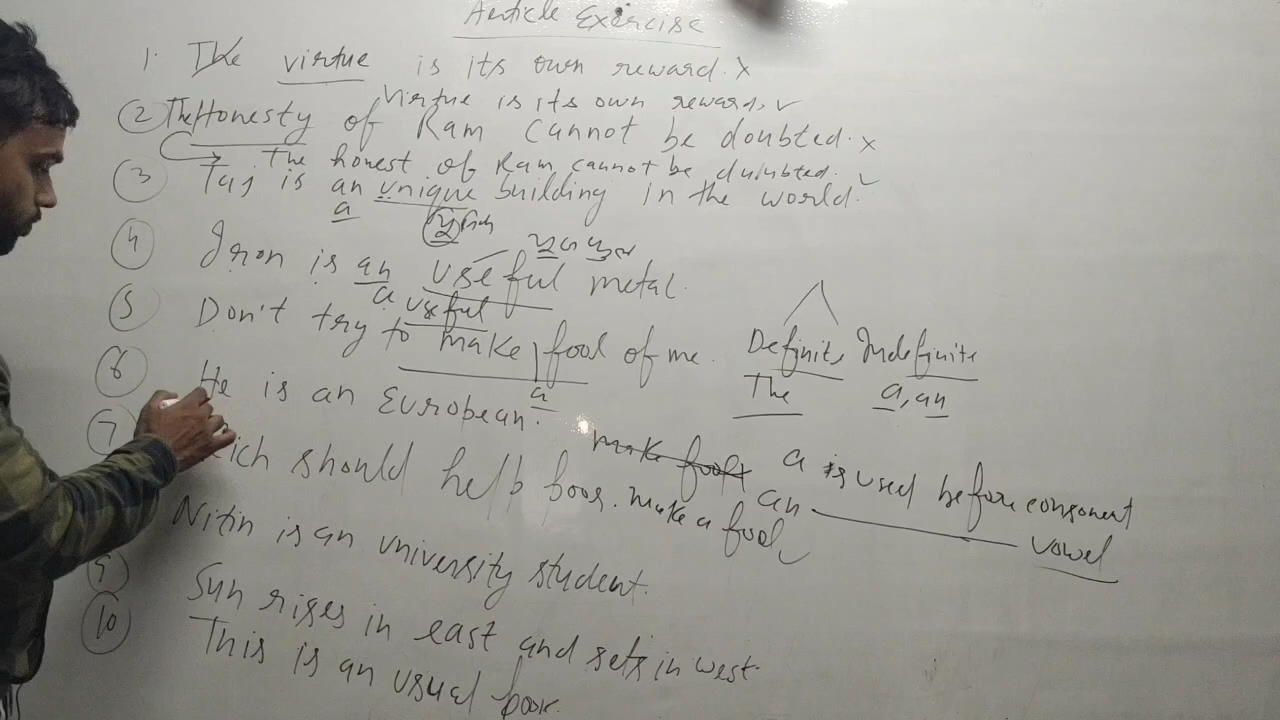 Article Exercise
1. The virtue is its own reward. x
Virtue is its own reward. ✓
② The Honesty of Ram cannot be doubted. x
The honest of Ram cannot be
③ Taj is an unique building in the world. ✓
a
④ Iron is an useful metal.
a useful
⑤ Don't try to make fool of me.
a
Definite Indefinite
The a, an
⑥ He is an European.
make fool
a is used before consonent
an vowel
⑦ ich should help poor.
make a fool ✓
Nitin is an university student.
9 Sun rises in east and sets in west.
10 This is an usual book.